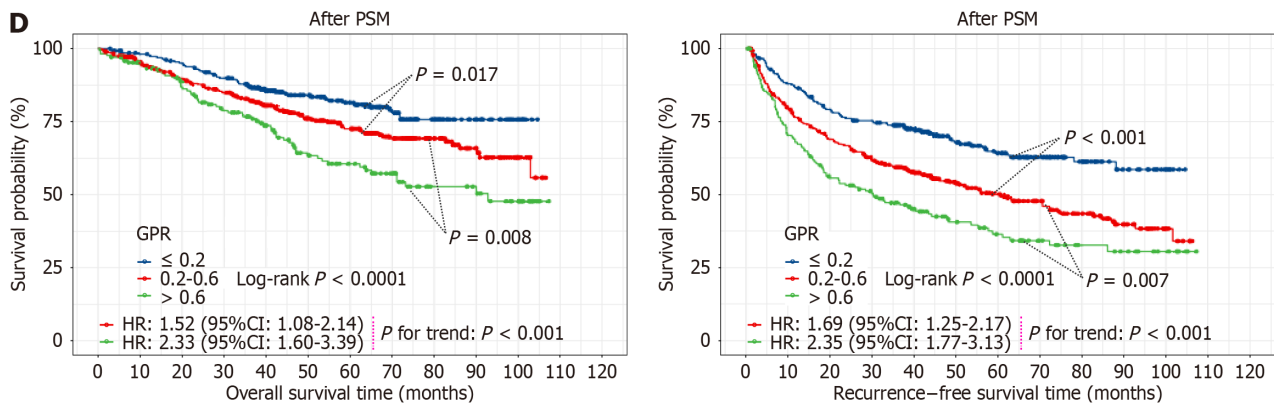 D
After PSM
Survival probability (%)
100
75
50
25
0
P = 0.017
P = 0.008
GPR
≤ 0.2
0.2-0.6 Log-rank P < 0.0001
> 0.6
HR: 1.52 (95%CI: 1.08-2.14)
HR: 2.33 (95%CI: 1.60-3.39)
P for trend: P < 0.001
0 10 20 30 40 50 60 70 80 90 100 110 120
Overall survival time (months)
After PSM
Survival probability (%)
100
75
50
25
0
P < 0.001
P = 0.007
GPR
≤ 0.2
0.2-0.6 Log-rank P < 0.0001
> 0.6
HR: 1.69 (95%CI: 1.25-2.17)
HR: 2.35 (95%CI: 1.77-3.13)
P for trend: P < 0.001
0 10 20 30 40 50 60 70 80 90 100 110 120
Recurrence−free survival time (months)